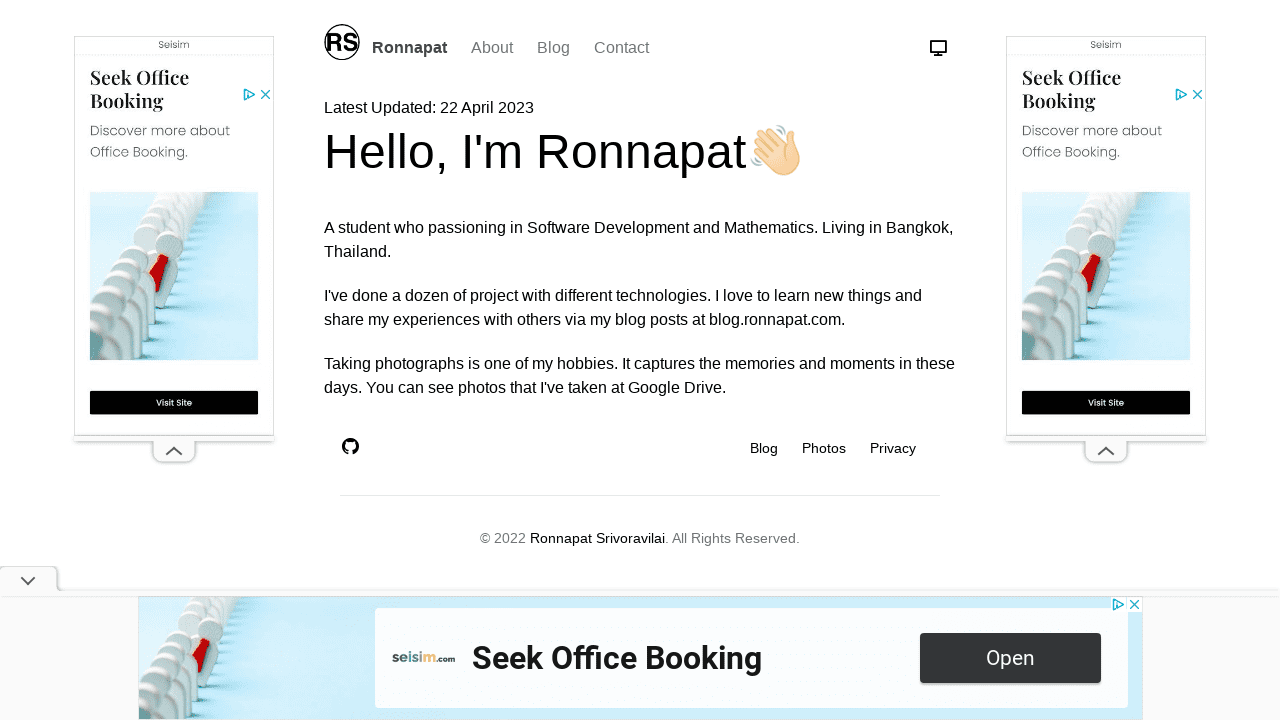 RS
Ronnapat
About
Blog
Contact
Latest Updated: 22 April 2023
Hello, I'm Ronnapat
A student who passioning in Software Development and Mathematics. Living in Bangkok,
Thailand.
I've done a dozen of project with different technologies. I love to learn new things and
share my experiences with others via my blog posts at blog.ronnapat.com.
Taking photographs is one of my hobbies. It captures the memories and moments in these
days. You can see photos that I've taken at Google Drive.
Blog
Photos
Privacy
© 2022 Ronnapat Srivoravilai. All Rights Reserved.
Seisim
Seek Office
Booking
Discover more about
Office Booking.
Visit Site
Seisim
Seek Office
Booking
Discover more about
Office Booking.
Visit Site
seisim.com
Seek Office Booking
Open